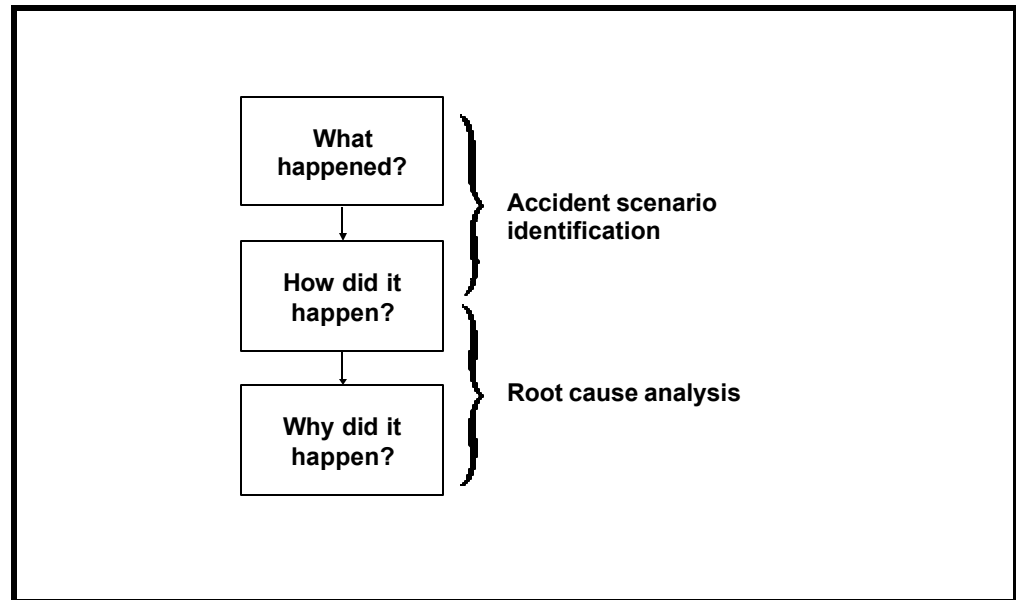 What
happened?
Accident scenario
identification
How did it
happen?
Root cause analysis
Why did it
happen?